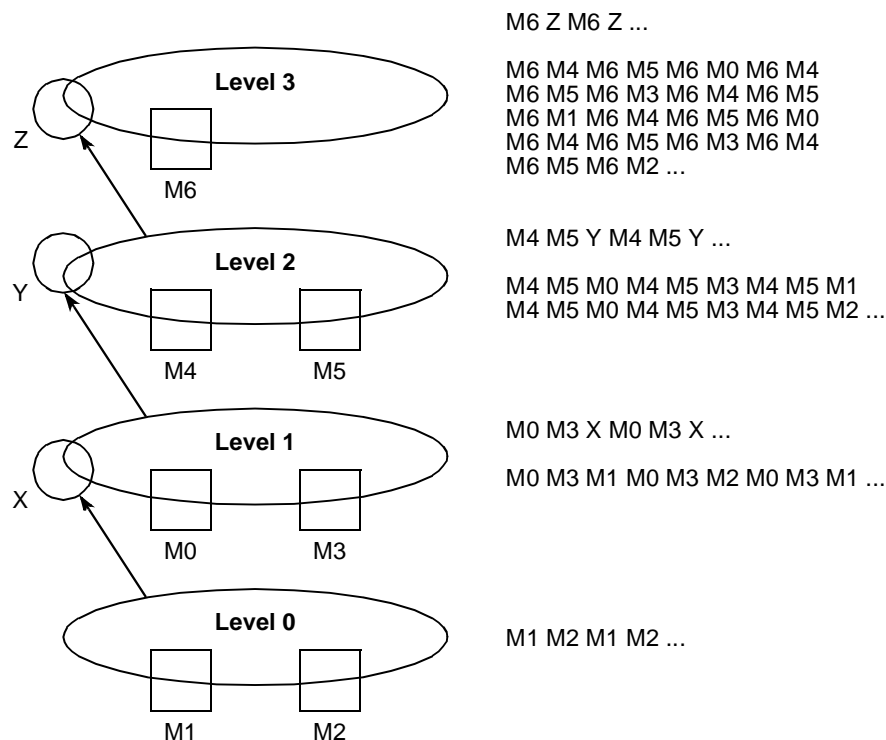 M6 Z M6 Z ...
Level 3
M6 M4 M6 M5 M6 M0 M6 M4
M6 M5 M6 M3 M6 M4 M6 M5
M6 M1 M6 M4 M6 M5 M6 M0
M6 M4 M6 M5 M6 M3 M6 M4
M6 M5 M6 M2 ...
Z
M6
M4 M5 Y M4 M5 Y ...
Level 2
M4 M5 M0 M4 M5 M3 M4 M5 M1
M4 M5 M0 M4 M5 M3 M4 M5 M2 ...
Y
M4
M5
M0 M3 X M0 M3 X ...
Level 1
M0 M3 M1 M0 M3 M2 M0 M3 M1 ...
X
M0
M3
Level 0
M1 M2 M1 M2 ...
M1
M2